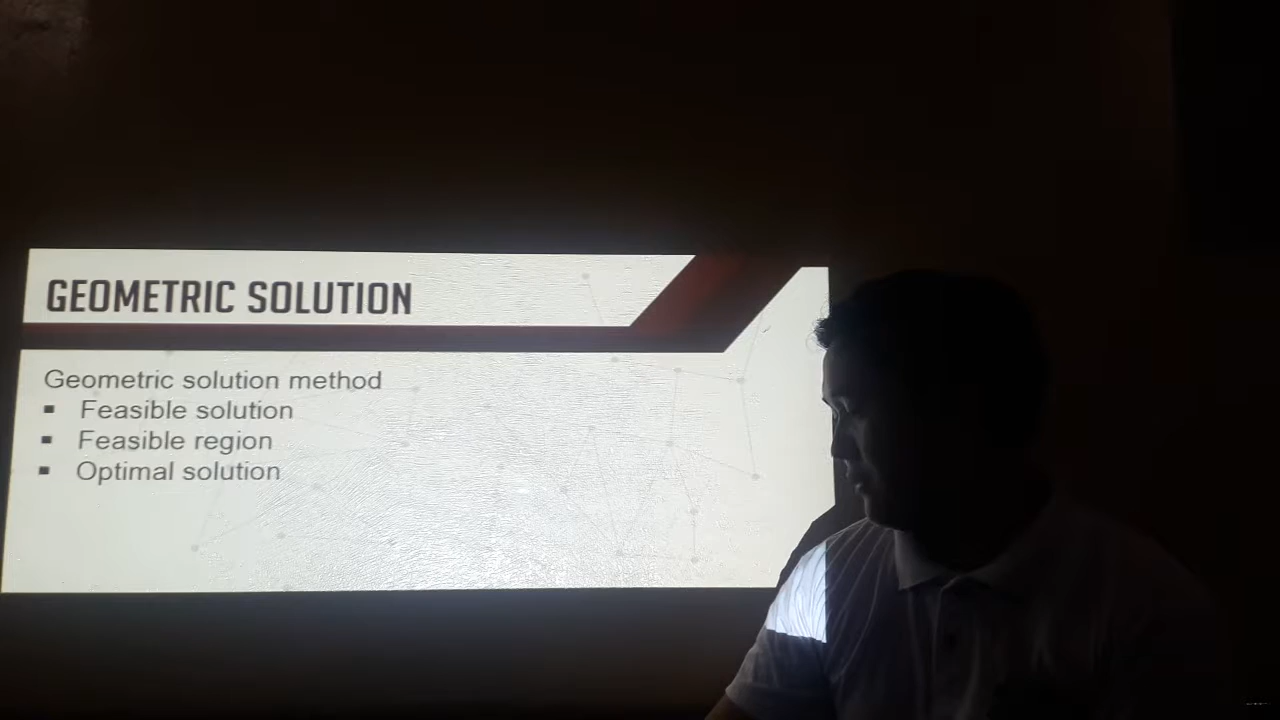 GEOMETRIC SOLUTION
Geometric solution method
▪ Feasible solution
▪ Feasible region
▪ Optimal solution